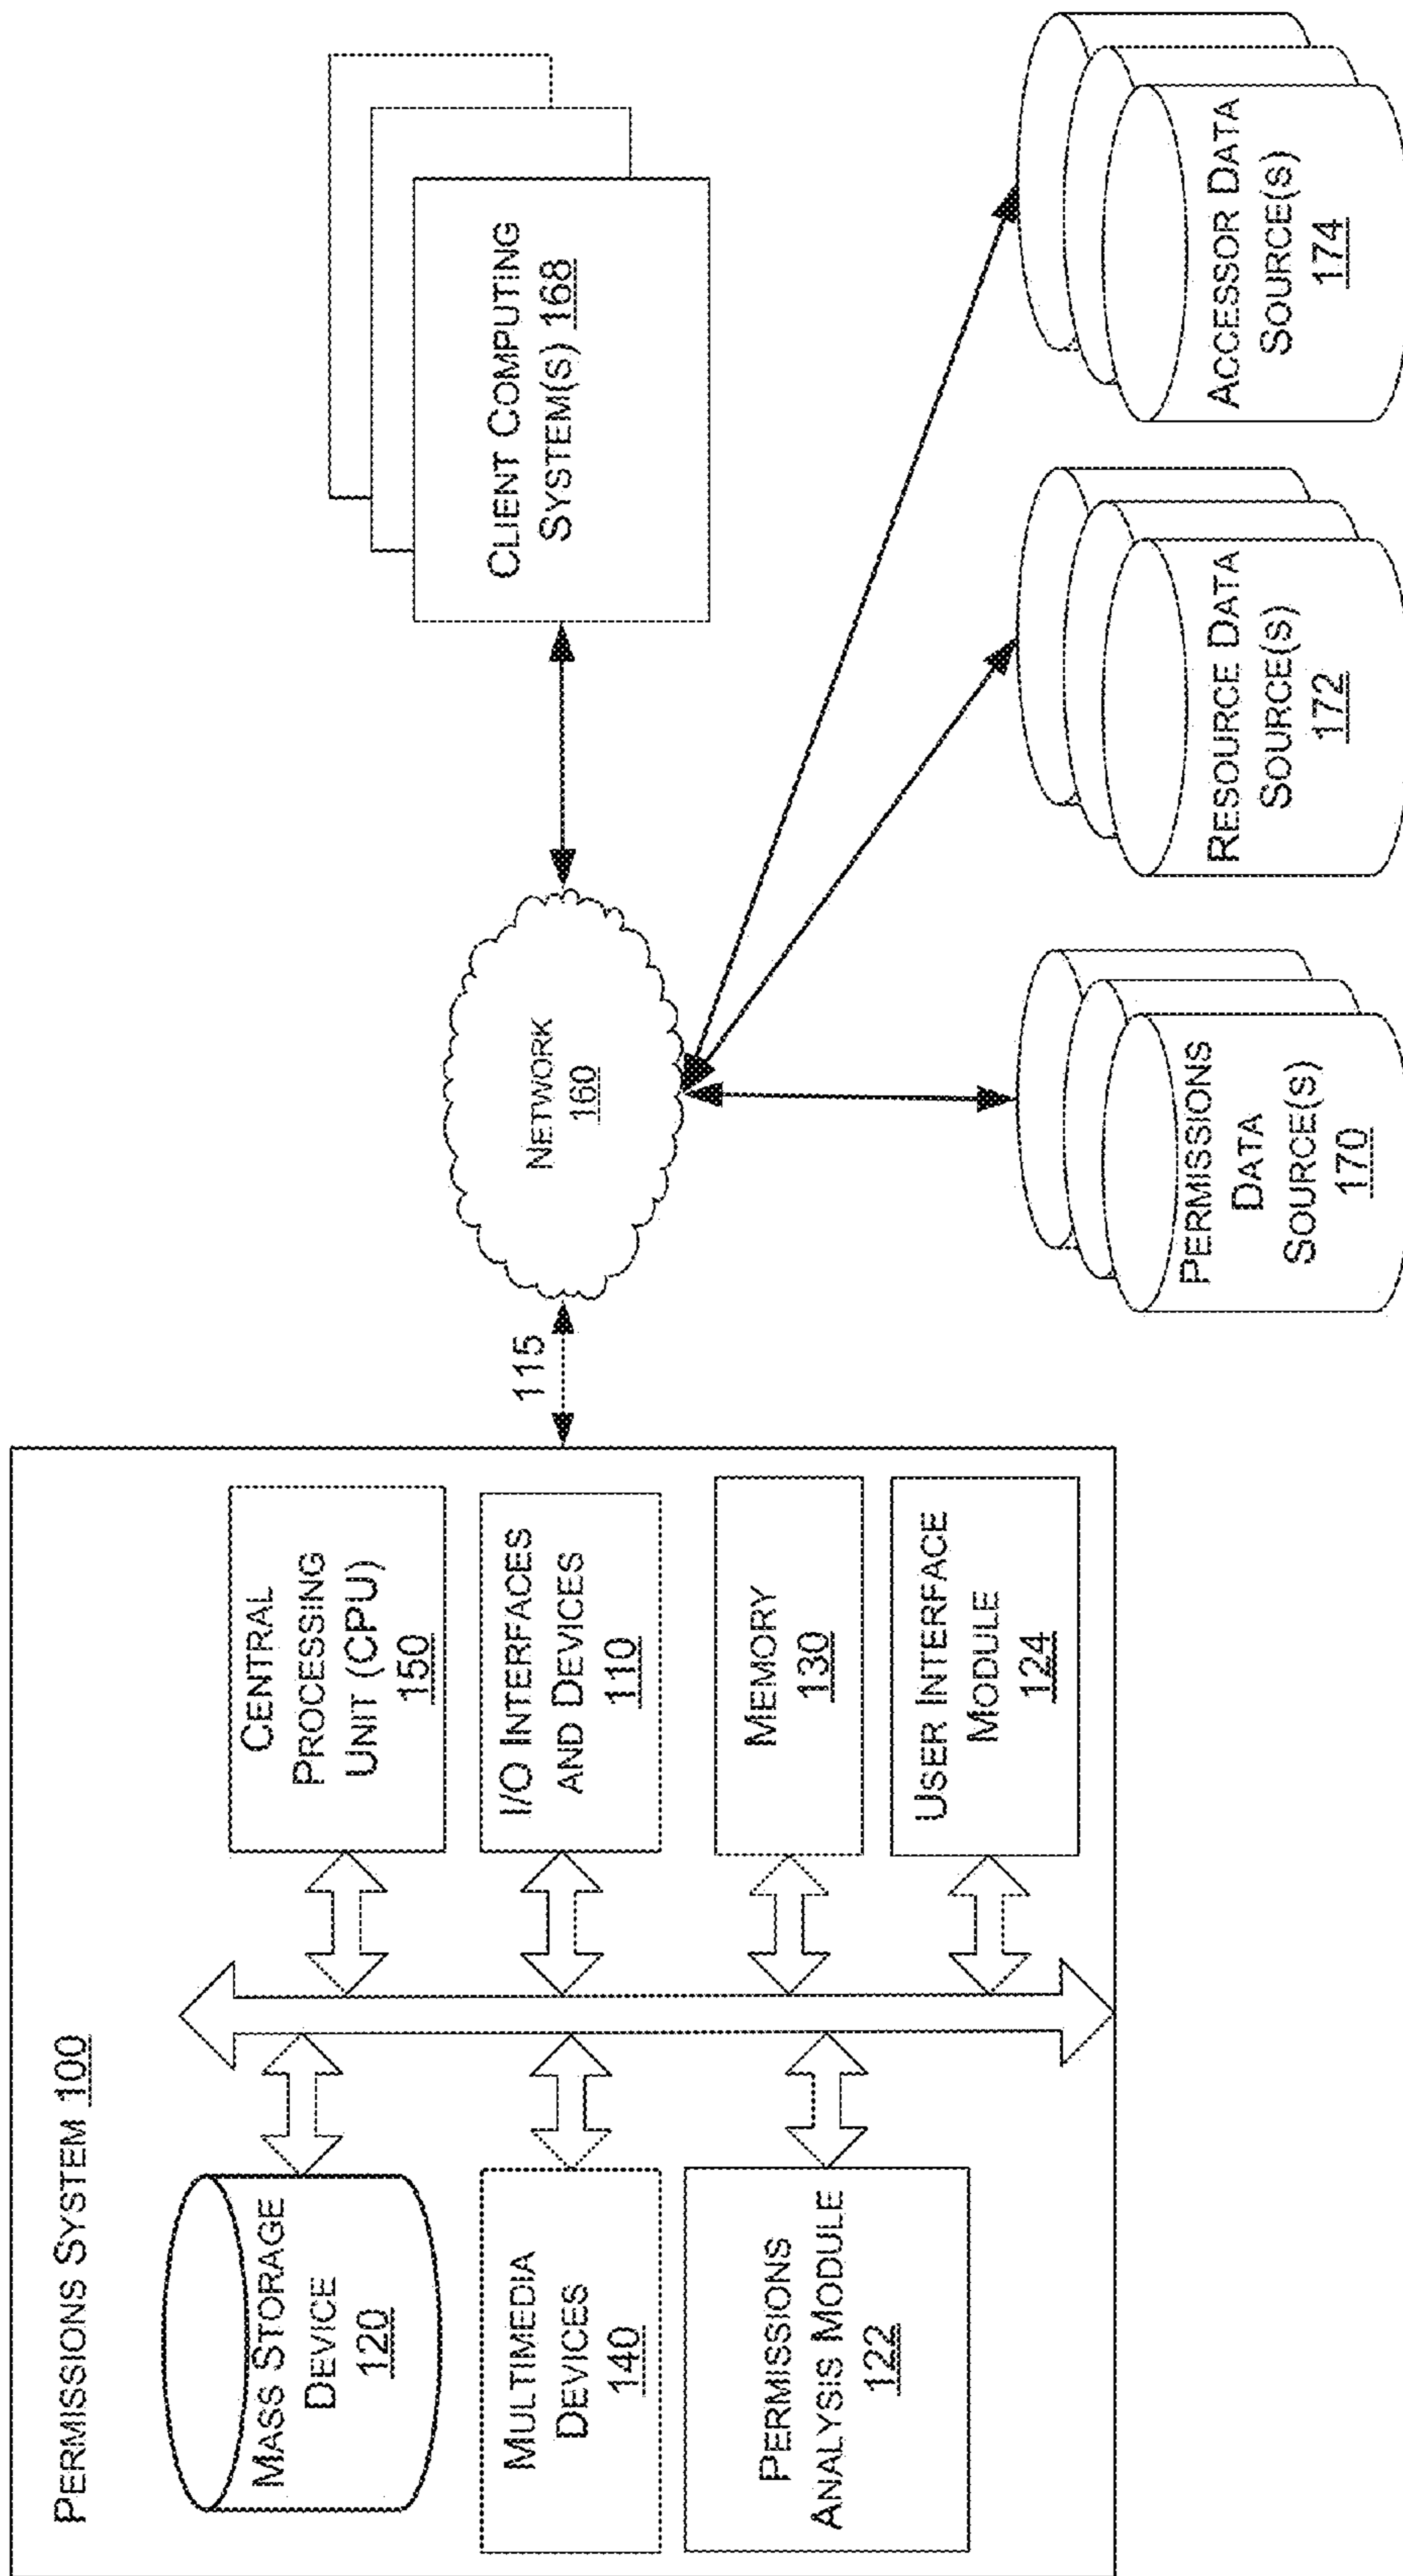 PERMISSIONS SYSTEM 100
MASS STORAGE
DEVICE
120
MULTIMEDIA
DEVICES
140
PERMISSIONS
ANALYSIS MODULE
122
CENTRAL
PROCESSING
UNIT (CPU)
150
I/O INTERFACES
AND DEVICES
110
MEMORY
130
USER INTERFACE
MODULE
124
115
NETWORK
160
CLIENT COMPUTING
SYSTEM(S) 168
PERMISSIONS
DATA
SOURCE(S)
170
RESOURCE DATA
SOURCE(S)
172
ACCESSOR DATA
SOURCE(S)
174